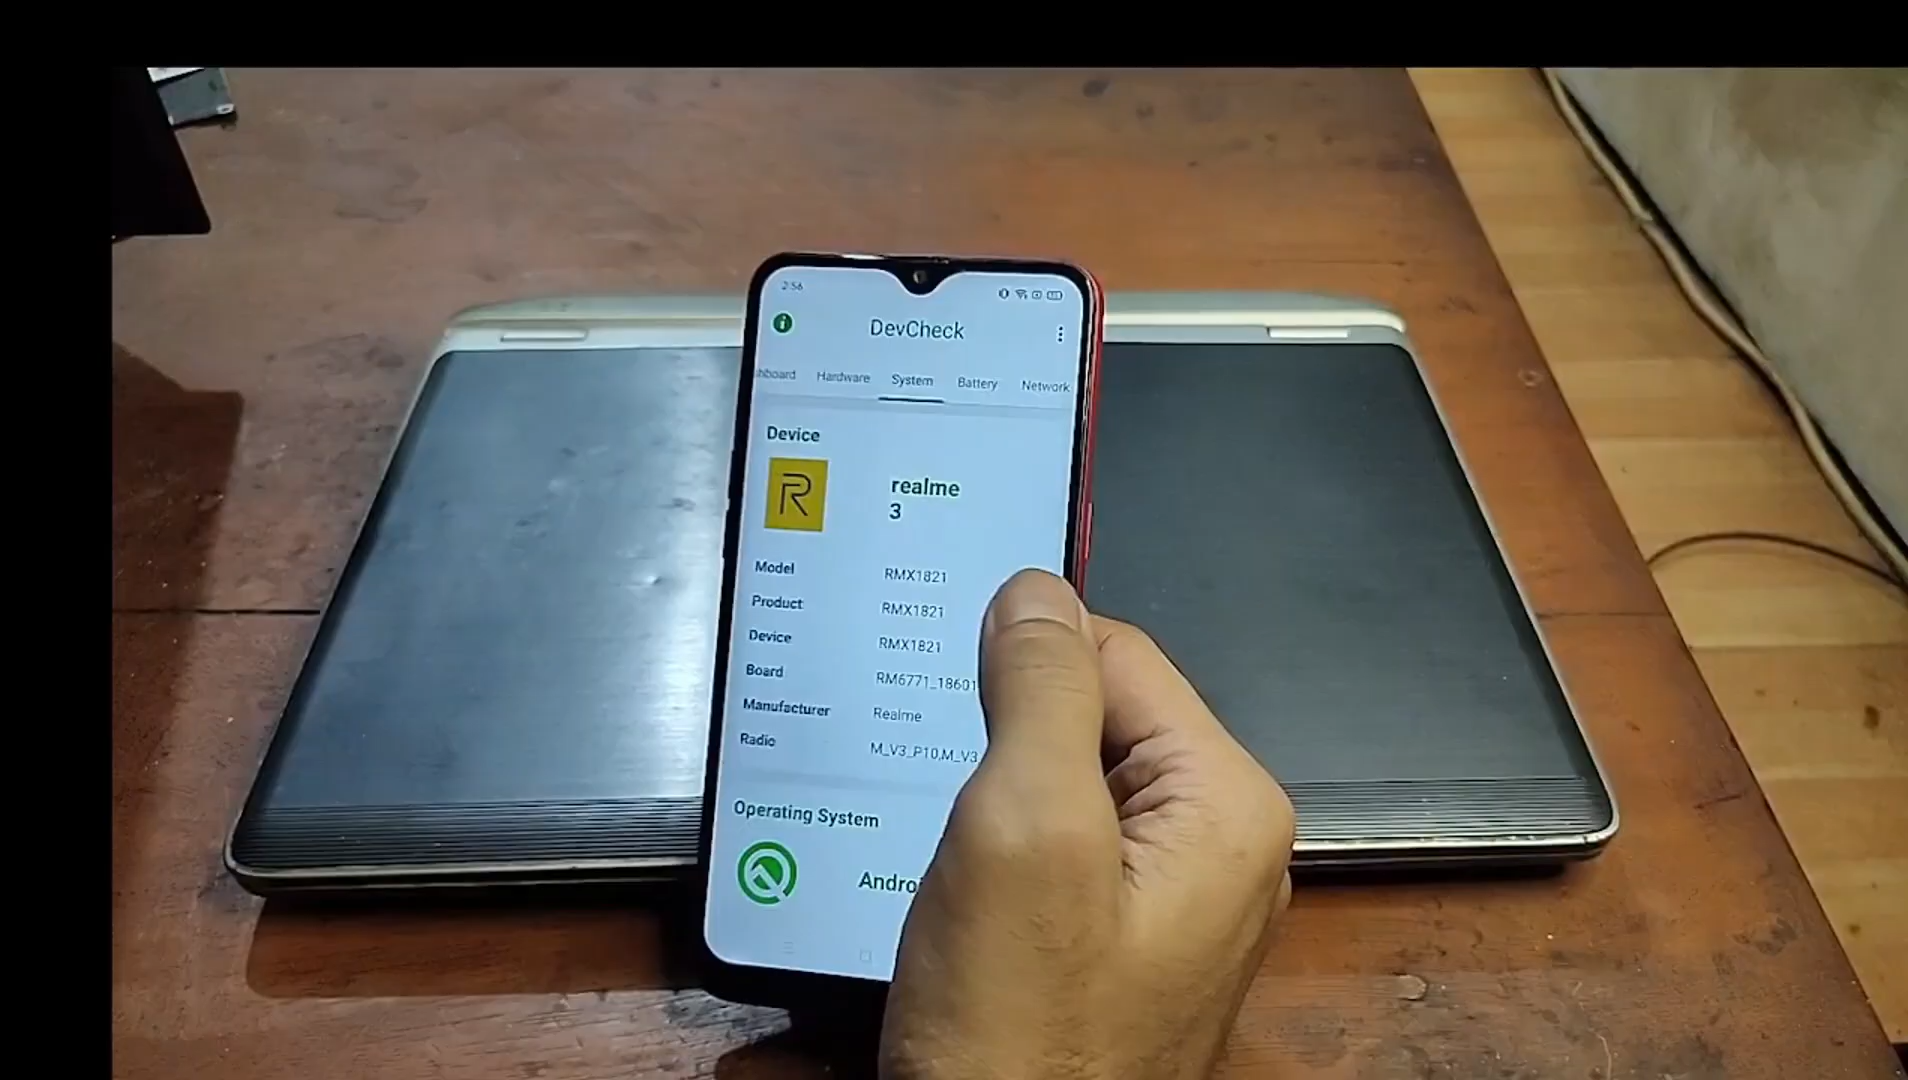 2:56
DevCheck
hboard Hardware System Battery Network
Device
R
realme
3
Model RMX1821
Product RMX1821
Device RMX1821
Board RM6771_18601
Manufacturer Realme
Radio M_V3_P10,M_V3
Operating System
Andro